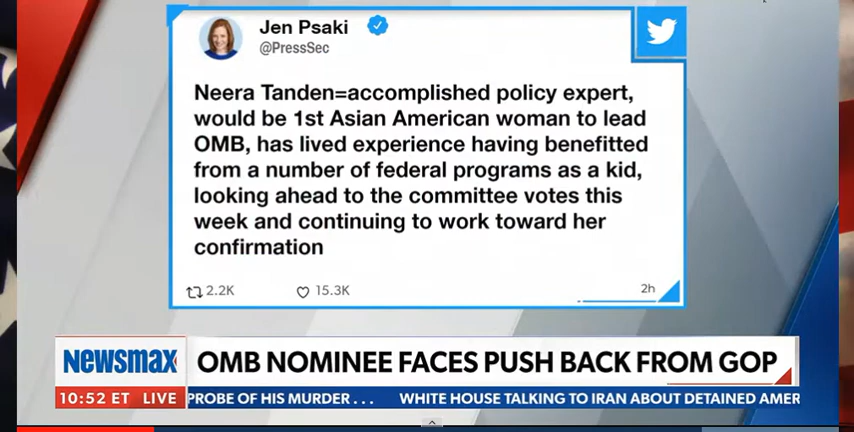 Jen Psaki
@PressSec
Neera Tanden=accomplished policy expert,
would be 1st Asian American woman to lead
OMB, has lived experience having benefitted
from a number of federal programs as a kid,
looking ahead to the committee votes this
week and continuing to work toward her
confirmation
2.2K 15.3K 2h
NEWSMAX OMB NOMINEE FACES PUSH BACK FROM GOP
10:52 ET LIVE PROBE OF HIS MURDER . . . WHITE HOUSE TALKING TO IRAN ABOUT DETAINED AMER